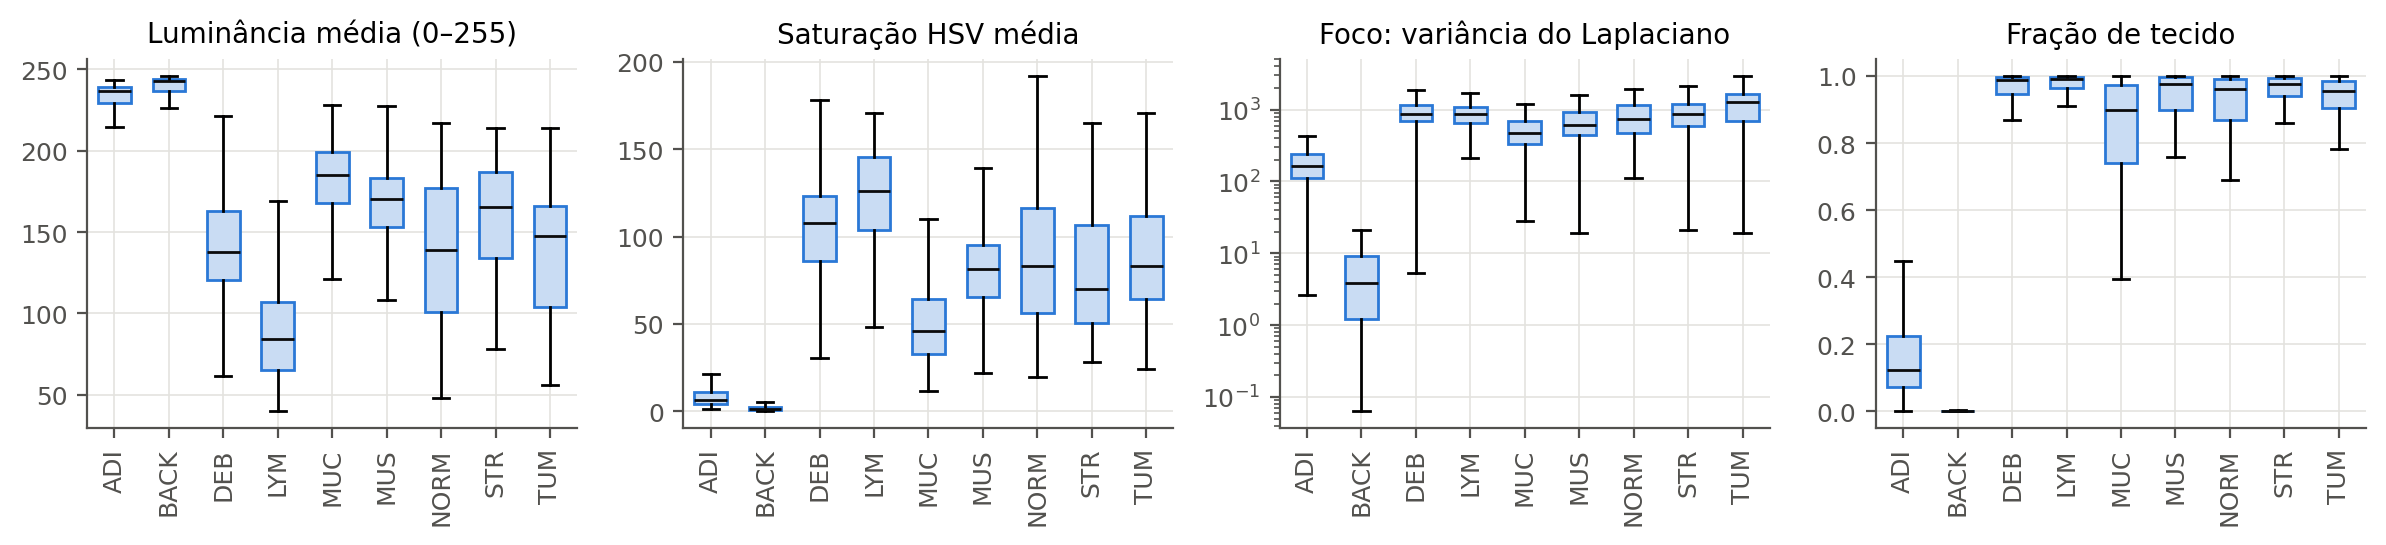 Luminância média (0–255)
250
200
150
100
50
ADI
BACK
DEB
LYM
MUC
MUS
NORM
STR
TUM
Saturação HSV média
200
150
100
50
0
ADI
BACK
DEB
LYM
MUC
MUS
NORM
STR
TUM
Foco: variância do Laplaciano
10³
10²
10¹
10⁰
10⁻¹
ADI
BACK
DEB
LYM
MUC
MUS
NORM
STR
TUM
Fração de tecido
1.0
0.8
0.6
0.4
0.2
0.0
ADI
BACK
DEB
LYM
MUC
MUS
NORM
STR
TUM